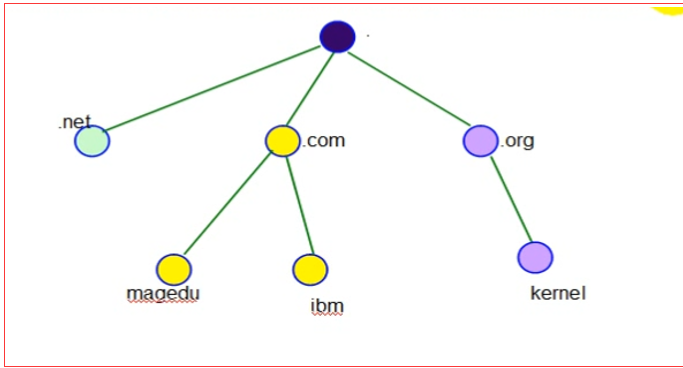 .
.net
.com
.org
magedu
ibm
kernel